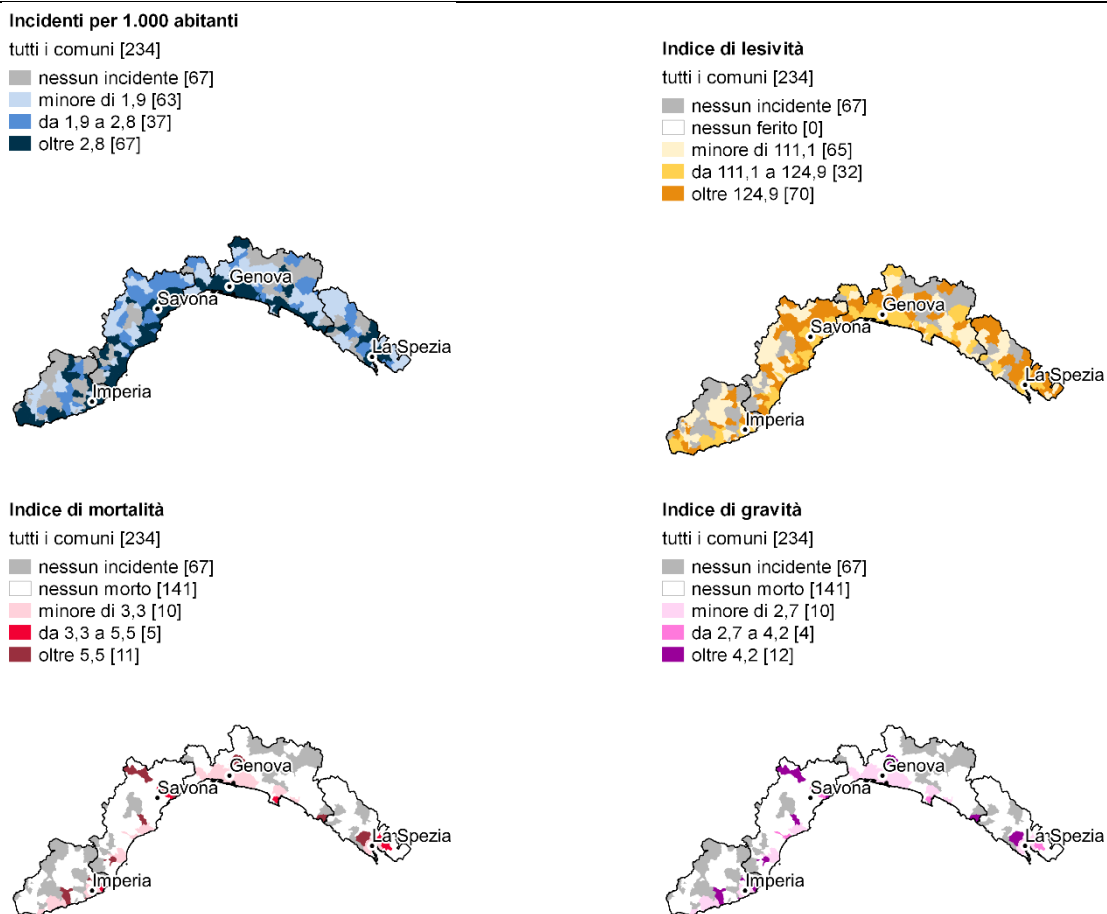 Incidenti per 1.000 abitanti
tutti i comuni [234]
nessun incidente [67]
minore di 1,9 [63]
da 1,9 a 2,8 [37]
oltre 2,8 [67]
Genova
Savona
La Spezia
Imperia
Indice di lesività
tutti i comuni [234]
nessun incidente [67]
nessun ferito [0]
minore di 111,1 [65]
da 111,1 a 124,9 [32]
oltre 124,9 [70]
Genova
Savona
La Spezia
Imperia
Indice di mortalità
tutti i comuni [234]
nessun incidente [67]
nessun morto [141]
minore di 3,3 [10]
da 3,3 a 5,5 [5]
oltre 5,5 [11]
Genova
Savona
La Spezia
Imperia
Indice di gravità
tutti i comuni [234]
nessun incidente [67]
nessun morto [141]
minore di 2,7 [10]
da 2,7 a 4,2 [4]
oltre 4,2 [12]
Genova
Savona
La Spezia
Imperia